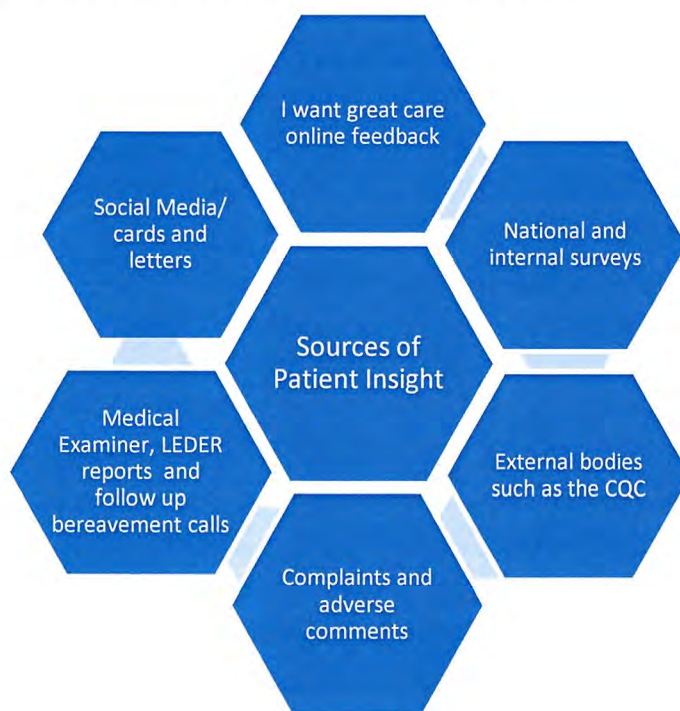 I want great care
online feedback
Social Media/
cards and
letters
National and
internal surveys
Sources of
Patient Insight
Medical
Examiner, LEDER
reports and
follow up
bereavement calls
External bodies
such as the CQC
Complaints and
adverse
comments